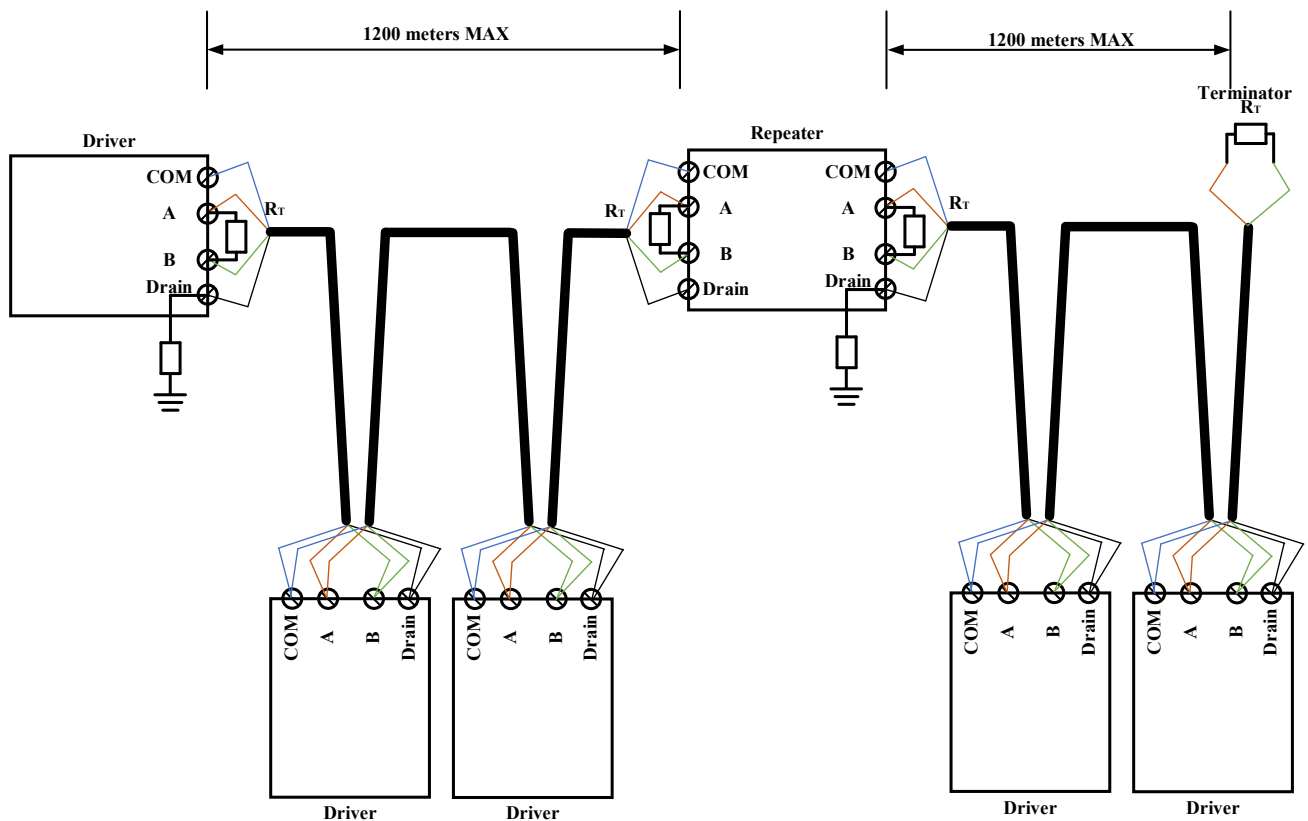 1200 meters MAX
1200 meters MAX
Terminator
RT
Driver
Repeater
COM
A
B
Drain
RT
RT
COM
A
B
Drain
COM
A
B
Drain
RT
COM
A
B
Drain
COM
A
B
Drain
COM
A
B
Drain
COM
A
B
Drain
Driver
Driver
Driver
Driver